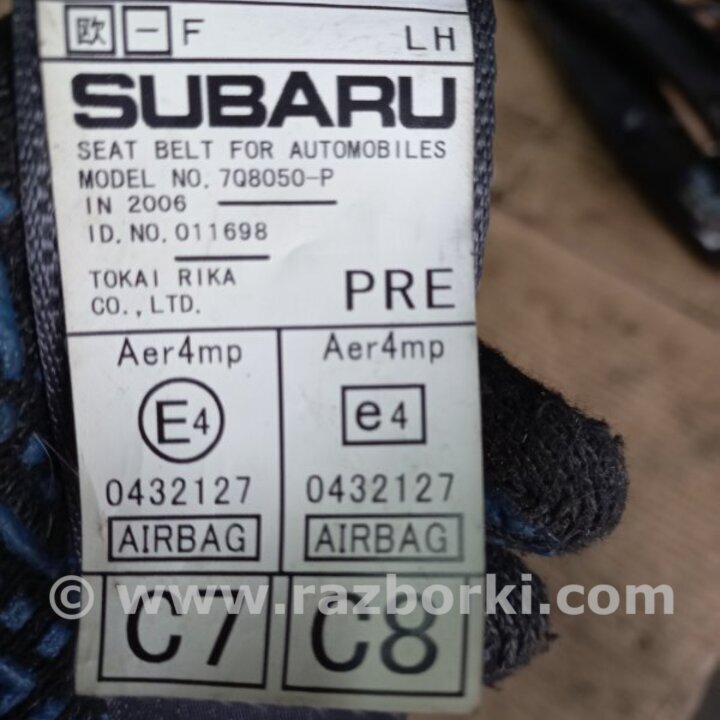 欧 一 F LH
SUBARU
SEAT BELT FOR AUTOMOBILES
MODEL NO. 7Q8050-P
IN 2006
ID.NO. 011698
TOKAI RIKA
CO.,LTD.
PRE
Aer4mp Aer4mp
E4 e4
0432127 0432127
AIRBAG AIRBAG
© www.razborki.com
C7 C8